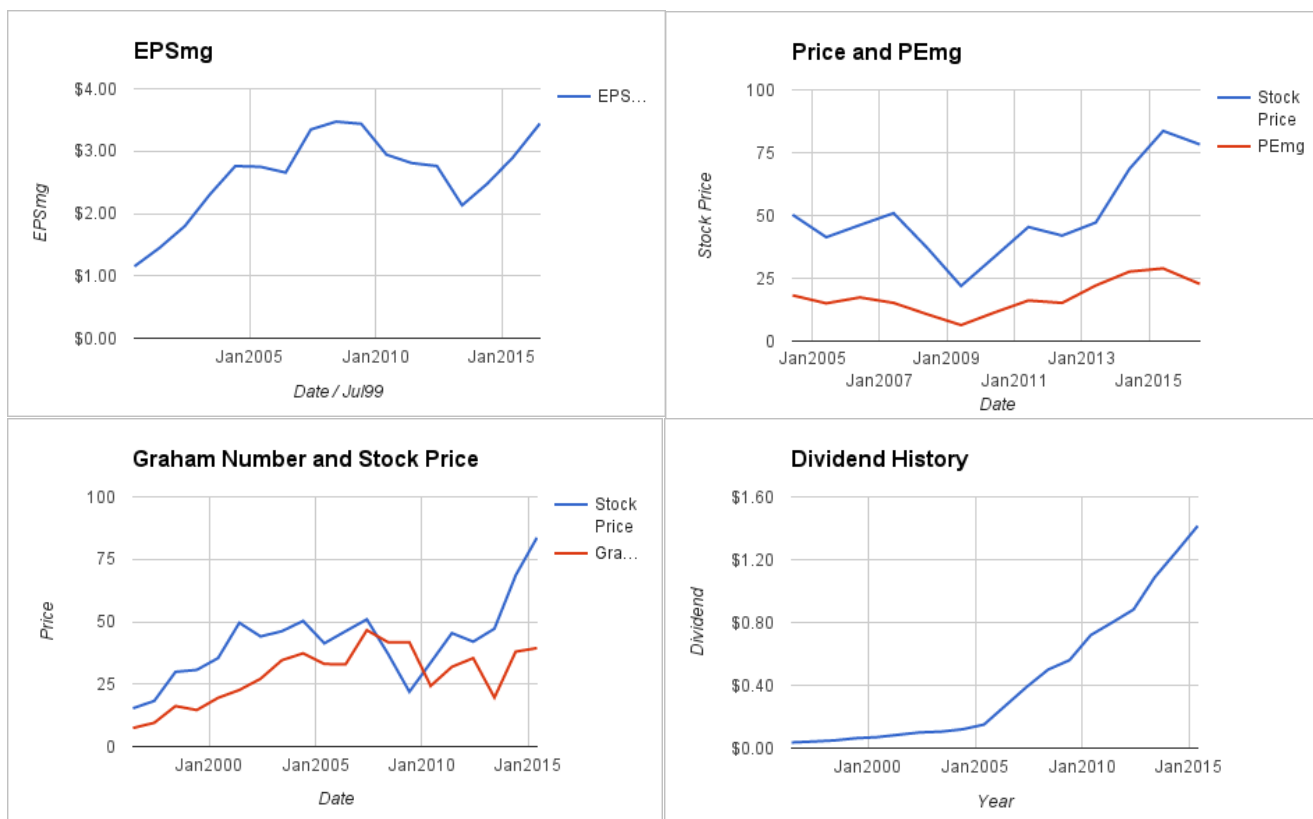 EPSmg
$4.00
$3.00
$2.00
$1.00
$0.00
EPSmg
EPS...
Jan2005 Jan2010 Jan2015
Date / Jul99
Price and PEmg
100
75
50
25
0
Stock Price
Stock
Price
PEmg
Jan2005 Jan2009 Jan2013
Jan2007 Jan2011 Jan2015
Date
Graham Number and Stock Price
100
75
50
25
0
Price
Stock
Price
Gra...
Jan2000 Jan2005 Jan2010 Jan2015
Date
Dividend History
$1.60
$1.20
$0.80
$0.40
$0.00
Dividend
Jan2000 Jan2005 Jan2010 Jan2015
Year